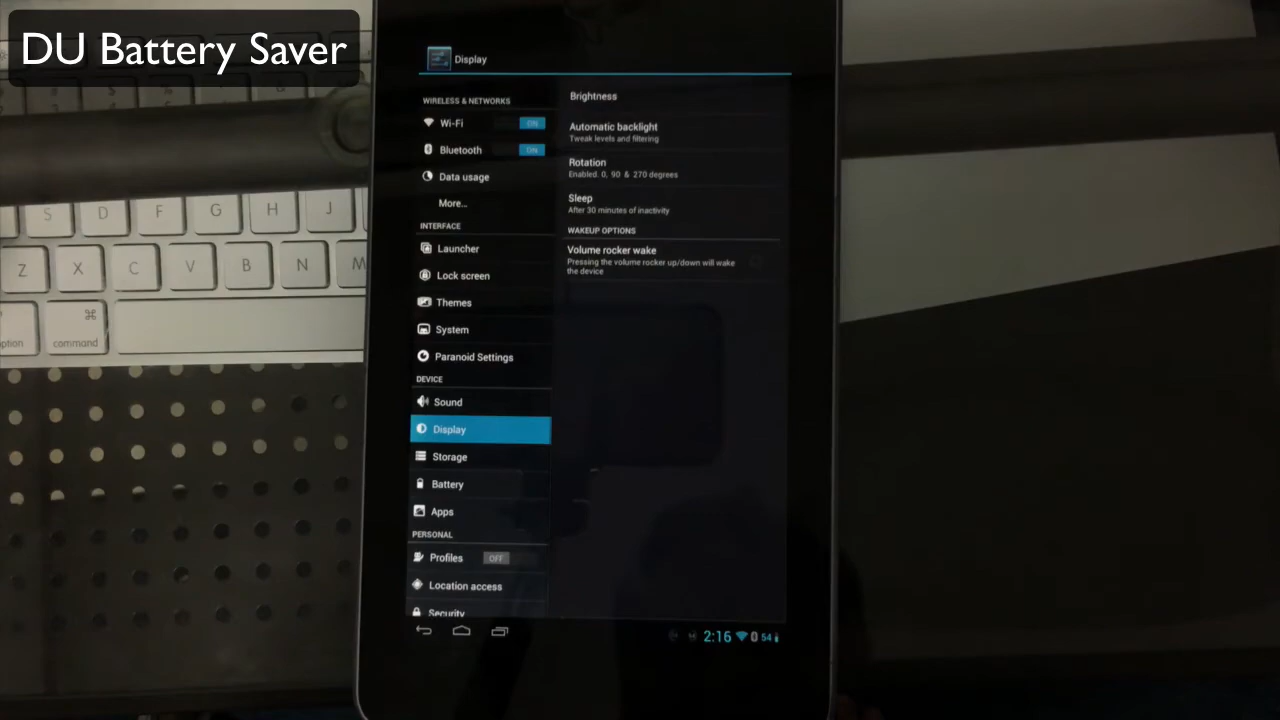 DU Battery Saver
Display
WIRELESS & NETWORKS
Wi-Fi ON
Bluetooth ON
Data usage
More...
INTERFACE
Launcher
Lock screen
Themes
System
Paranoid Settings
DEVICE
Sound
Display
Storage
Battery
Apps
PERSONAL
Profiles OFF
Location access
Security
Brightness
Automatic backlight
Tweak levels and filtering
Rotation
Enabled. 0, 90 & 270 degrees
Sleep
After 30 minutes of inactivity
WAKEUP OPTIONS
Volume rocker wake
Pressing the volume rocker up/down will wake
the device
2:16 54
S D F G H J
Z X C V B N M
⌘
option command